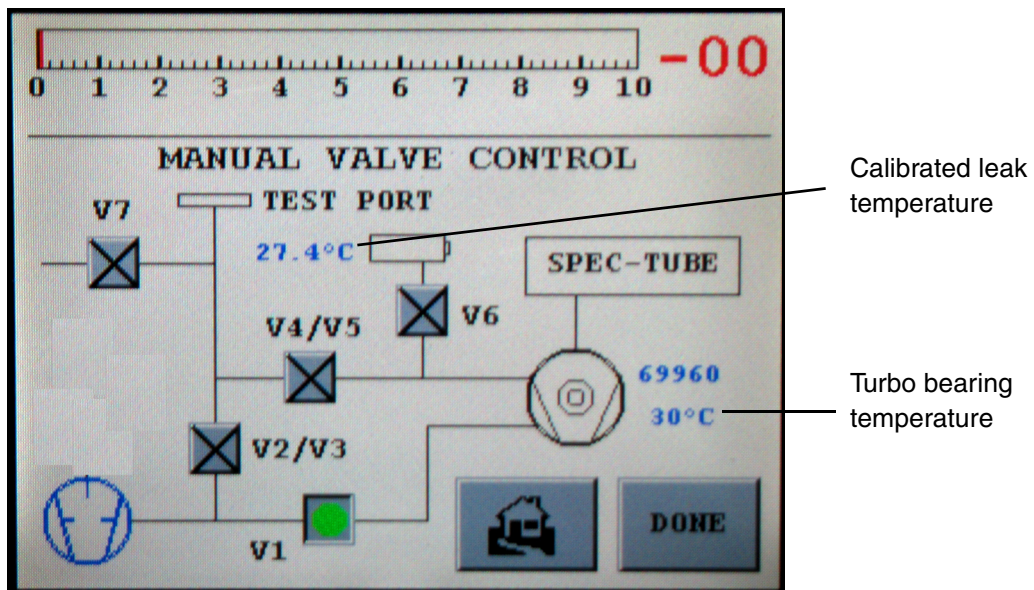 -00
0 1 2 3 4 5 6 7 8 9 10
MANUAL VALVE CONTROL
TEST PORT
V7
27.4°C
SPEC-TUBE
V6
V4/V5
69960
30°C
V2/V3
V1
DONE
Calibrated leak
temperature
Turbo bearing
temperature